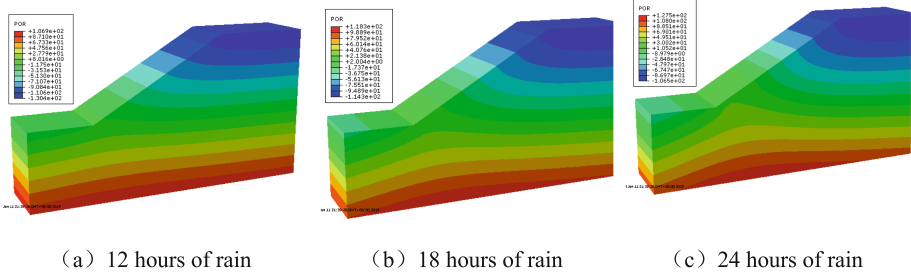 POR
+1.069e+02
+8.710e+01
+6.733e+01
+4.756e+01
+2.779e+01
+8.016e+00
-1.175e+01
-3.153e+01
-5.130e+01
-7.107e+01
-9.084e+01
-1.106e+02
-1.304e+02
POR
+1.183e+02
+9.889e+01
+7.952e+01
+6.014e+01
+4.076e+01
+2.138e+01
+2.004e+00
-1.737e+01
-3.675e+01
-5.613e+01
-7.551e+01
-9.489e+01
-1.143e+02
POR
+1.275e+02
+1.080e+02
+8.851e+01
+6.901e+01
+4.951e+01
+3.002e+01
+1.052e+01
-8.979e+00
-2.848e+01
-4.797e+01
-6.747e+01
-8.697e+01
-1.065e+02
(a) 12 hours of rain
(b) 18 hours of rain
(c) 24 hours of rain